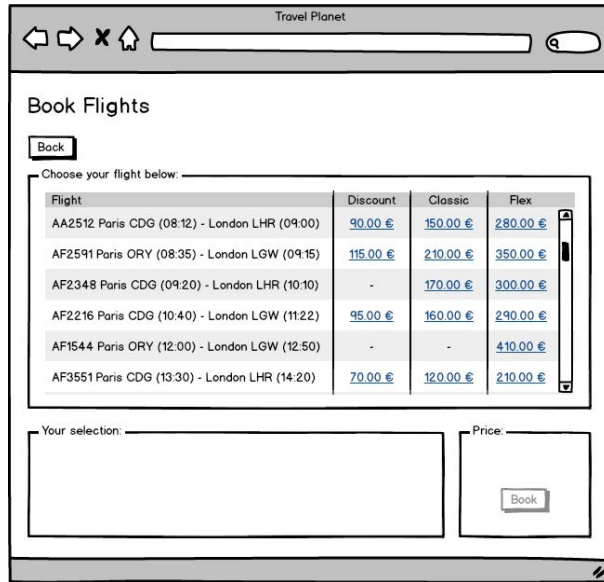 Travel Planet
Book Flights
Back
Choose your flight below:
Flight Discount Classic Flex
AA2512 Paris CDG (08:12) - London LHR (09:00) 90.00 € 150.00 € 280.00 €
AF2591 Paris ORY (08:35) - London LGW (09:15) 115.00 € 210.00 € 350.00 €
AF2348 Paris CDG (09:20) - London LHR (10:10) - 170.00 € 300.00 €
AF2216 Paris CDG (10:40) - London LGW (11:22) 95.00 € 160.00 € 290.00 €
AF1544 Paris ORY (12:00) - London LGW (12:50) - - 410.00 €
AF3551 Paris CDG (13:30) - London LHR (14:20) 70.00 € 120.00 € 210.00 €
Your selection: Price:
Book